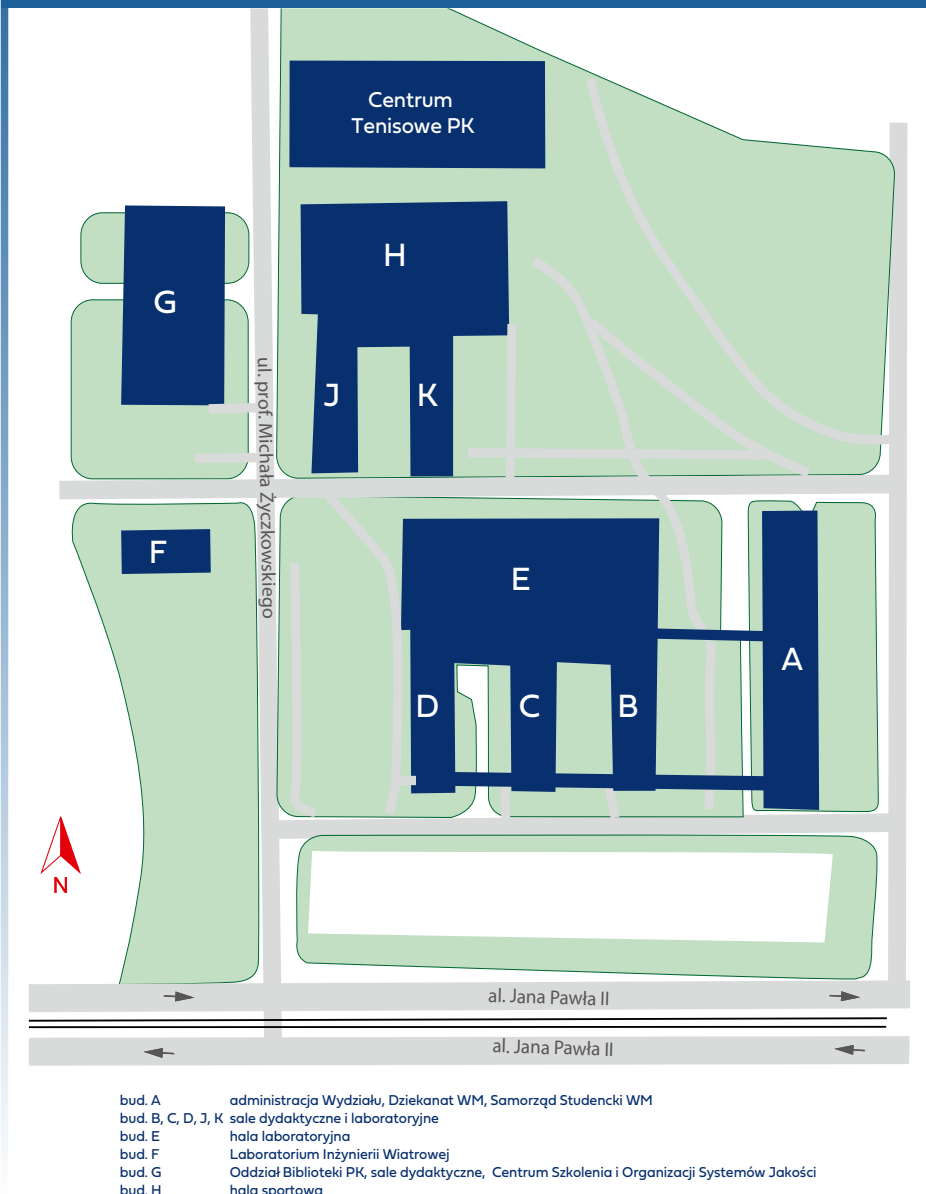 Centrum
Tenisowe PK
H
G
J
K
ul. prof. Michała Życzkowskiego
F
E
A
D
C
B
N
al. Jana Pawła II
al. Jana Pawła II
bud. A administracja Wydziału, Dziekanat WM, Samorząd Studencki WM
bud. B, C, D, J, K sale dydaktyczne i laboratoryjne
bud. E hala laboratoryjna
bud. F Laboratorium Inżynierii Wiatrowej
bud. G Oddział Biblioteki PK, sale dydaktyczne, Centrum Szkolenia i Organizacji Systemów Jakości
bud. H hala sportowa